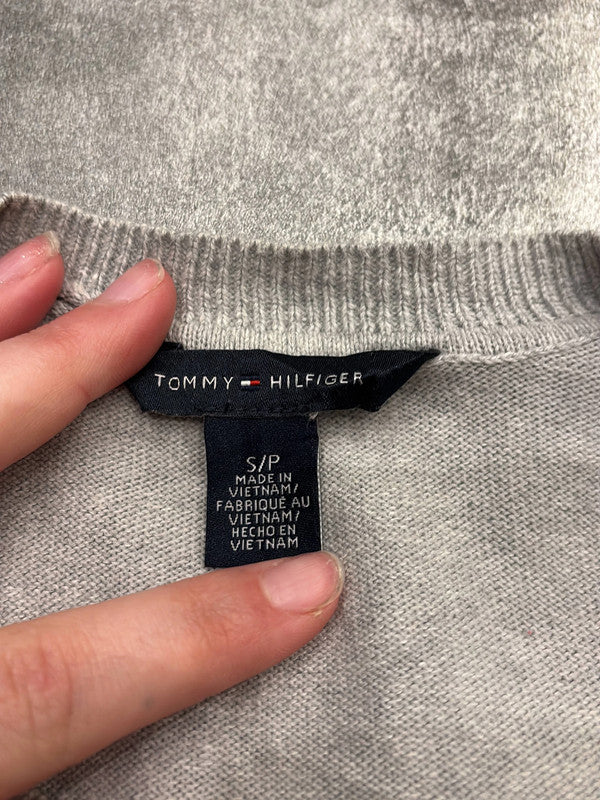 TOMMY HILFIGER
S/P
MADE IN
VIETNAM/
FABRIQUÉ AU
VIETNAM/
HECHO EN
VIETNAM